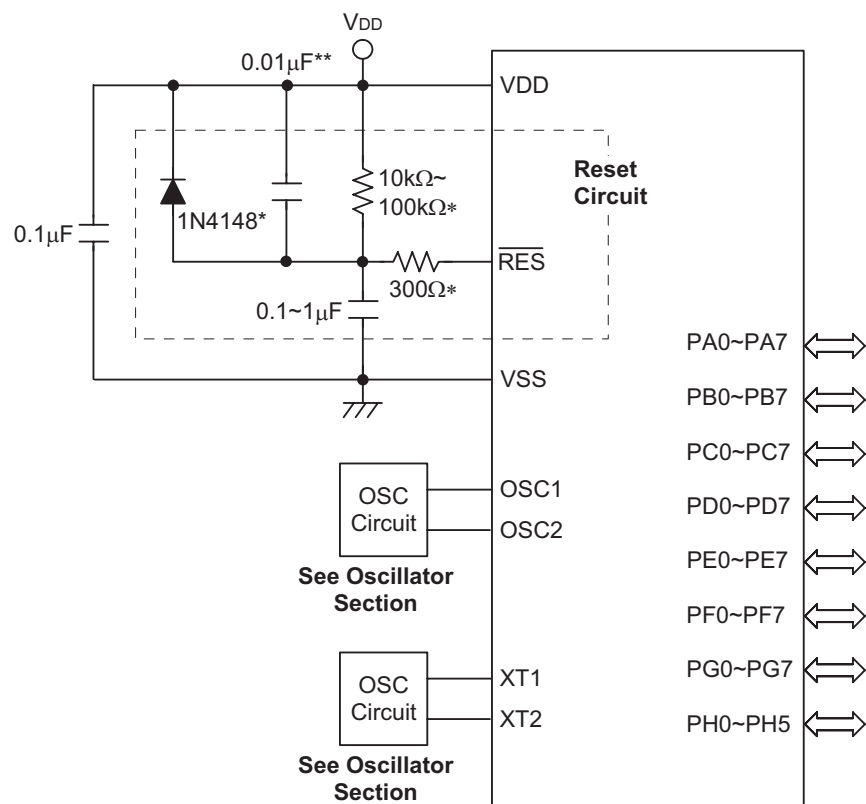 VDD
0.01μF**
VDD
Reset
Circuit
10kΩ~
100kΩ*
1N4148*
0.1μF
RES
300Ω*
0.1~1μF
VSS
PA0~PA7
PB0~PB7
PC0~PC7
PD0~PD7
PE0~PE7
PF0~PF7
PG0~PG7
PH0~PH5
OSC
Circuit
OSC1
OSC2
See Oscillator
Section
OSC
Circuit
XT1
XT2
See Oscillator
Section